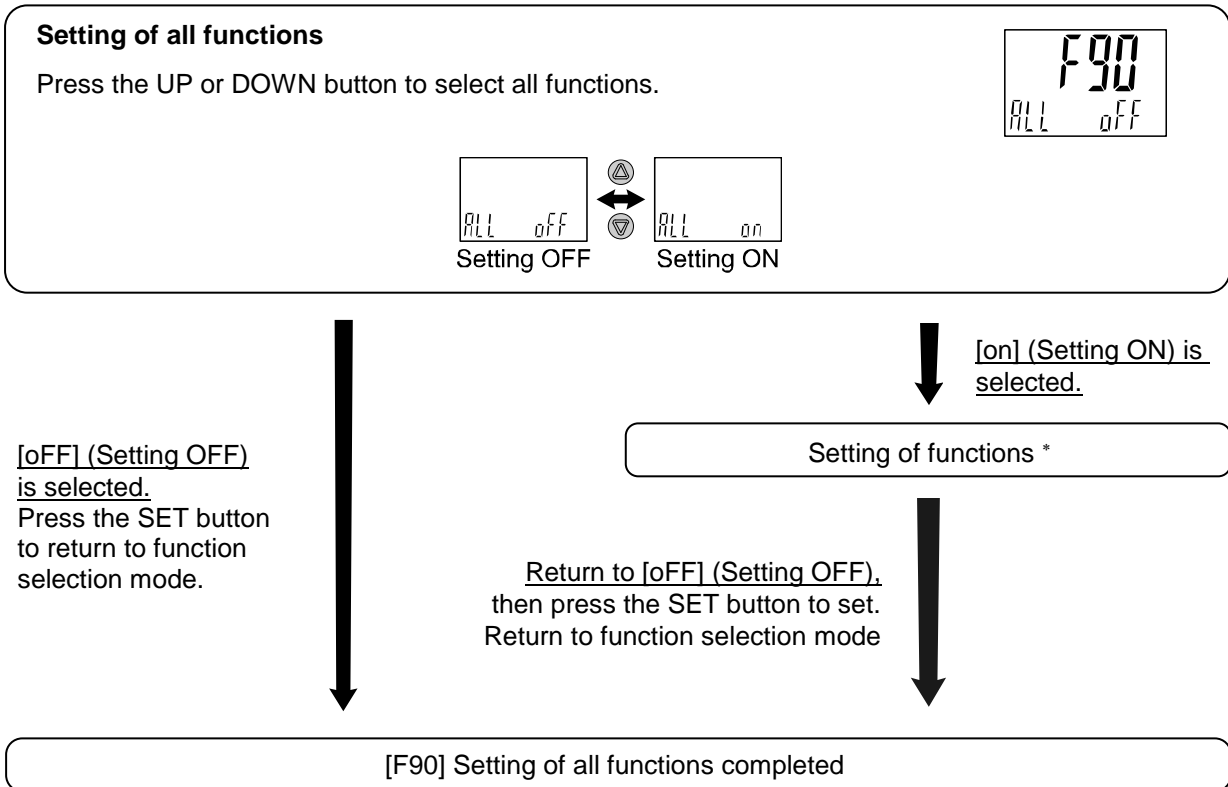 Setting of all functions
Press the UP or DOWN button to select all functions.
F90
ALL oFF
ALL oFF
ALL on
Setting OFF
Setting ON
[on] (Setting ON) is
selected.
Setting of functions *
[oFF] (Setting OFF)
is selected.
Press the SET button
to return to function
selection mode.
Return to [oFF] (Setting OFF),
then press the SET button to set.
Return to function selection mode
[F90] Setting of all functions completed